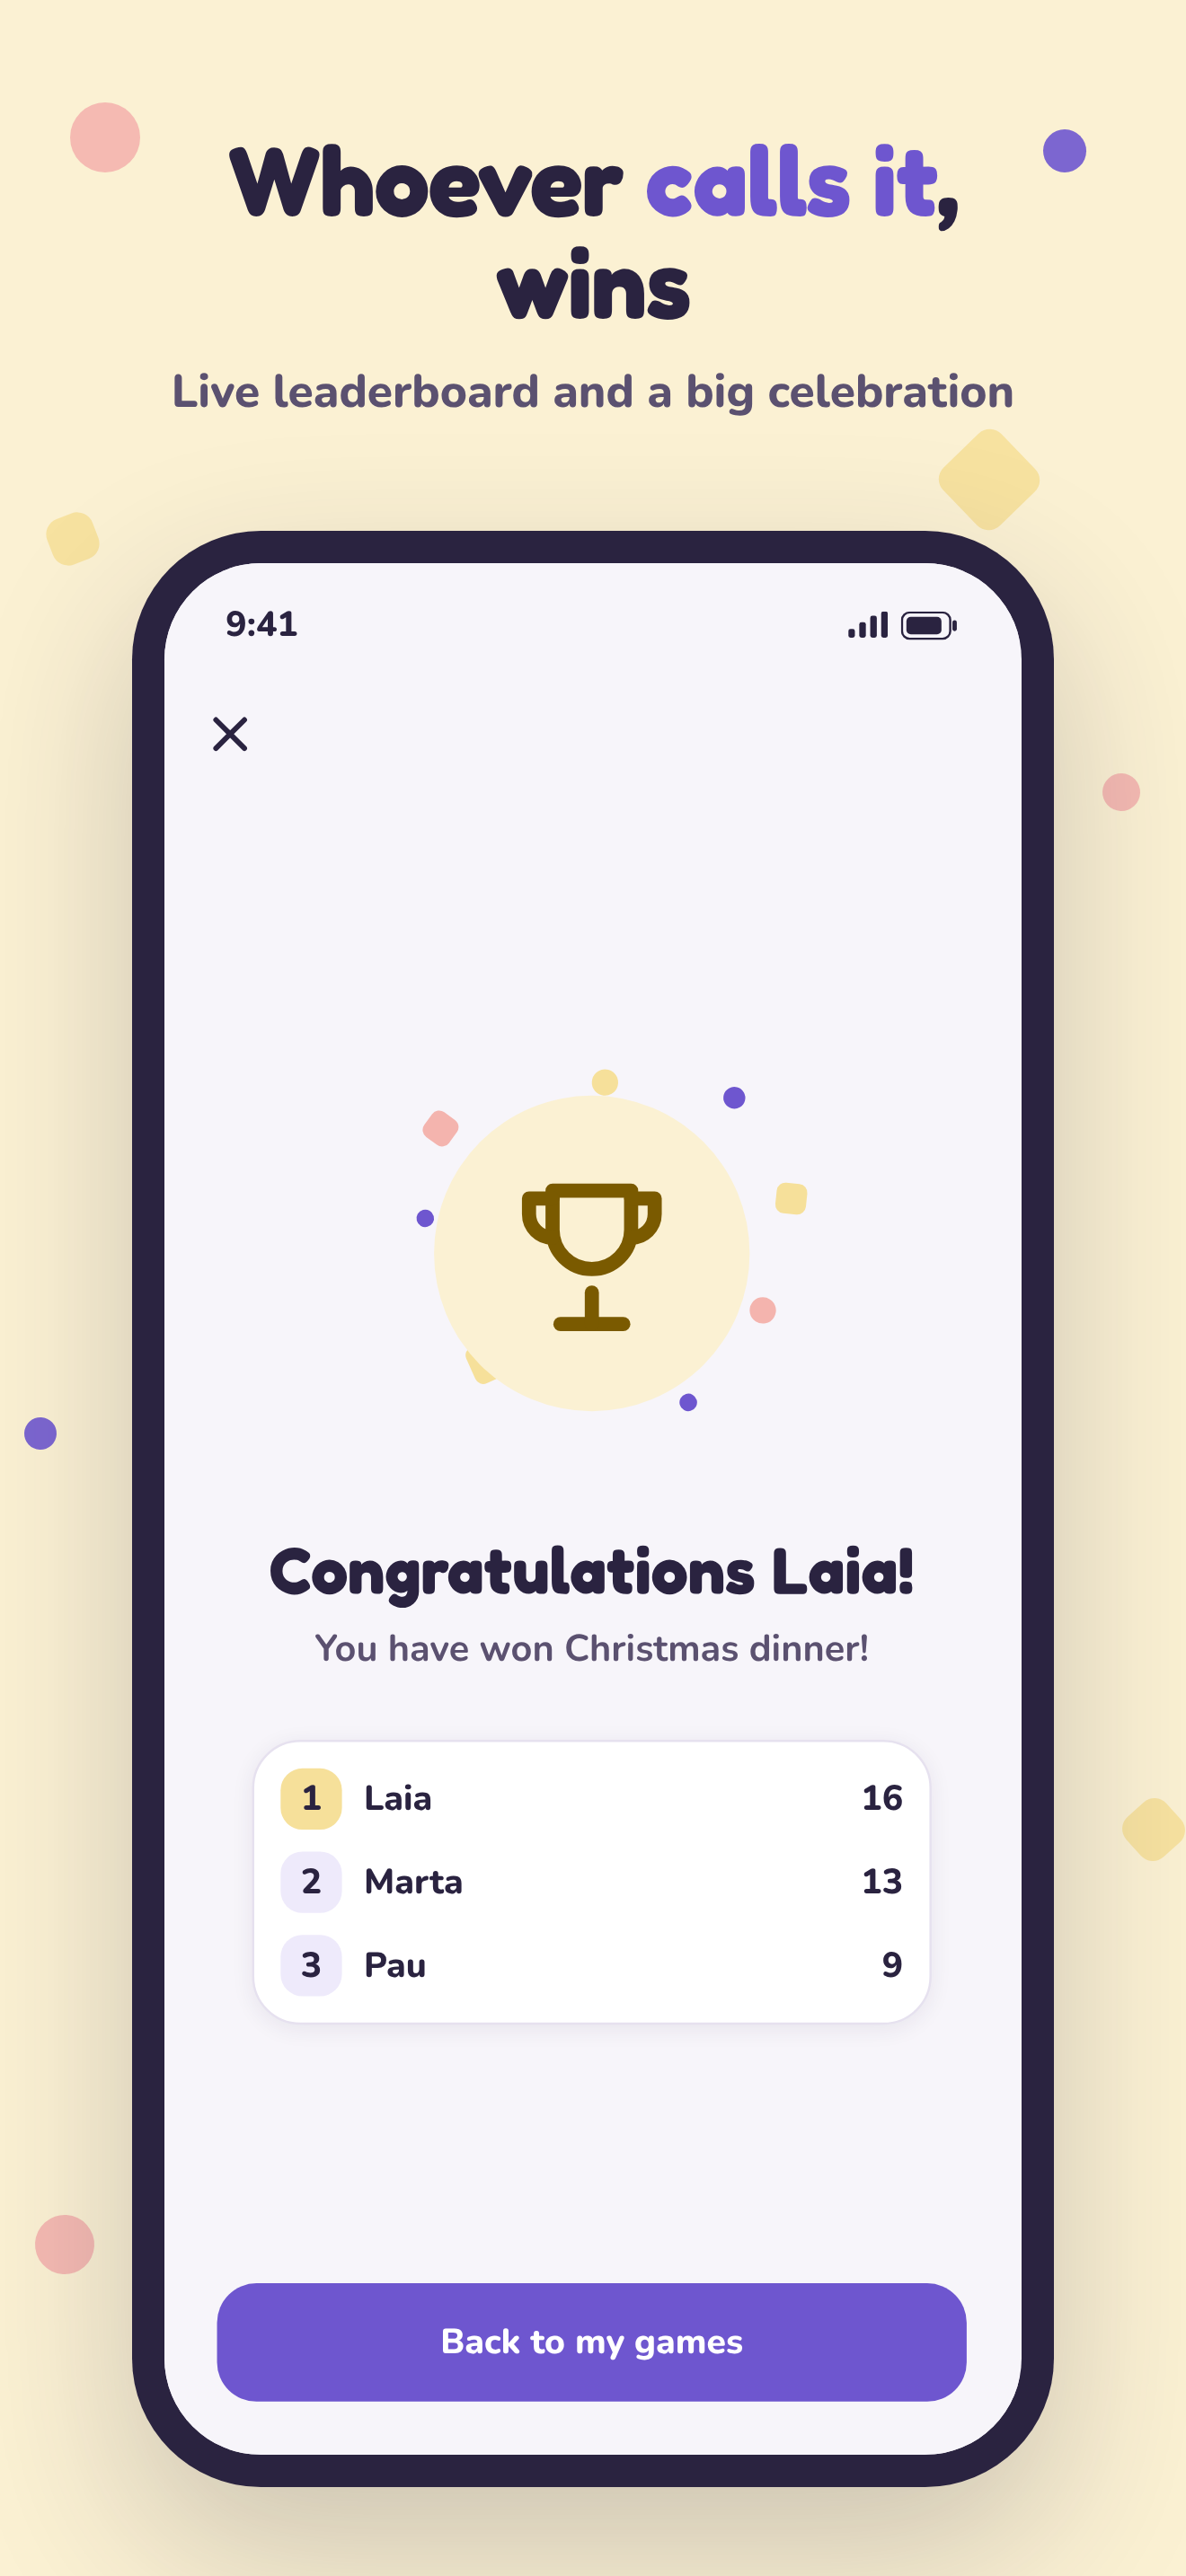 Whoever calls it,
wins
Live leaderboard and a big celebration
9:41
Congratulations Laia!
You have won Christmas dinner!
1 Laia 16
2 Marta 13
3 Pau 9
Back to my games